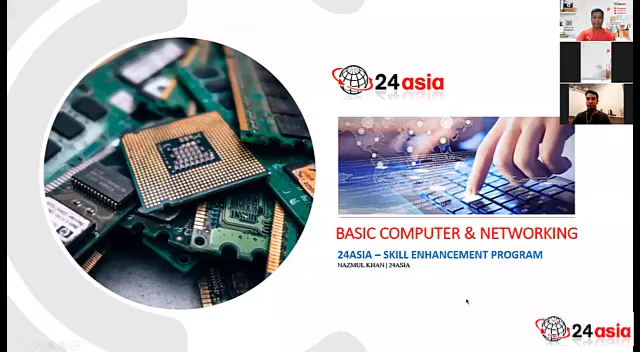 24asia
BASIC COMPUTER & NETWORKING
24ASIA – SKILL ENHANCEMENT PROGRAM
NAZMUL KHAN | 24ASIA
24asia